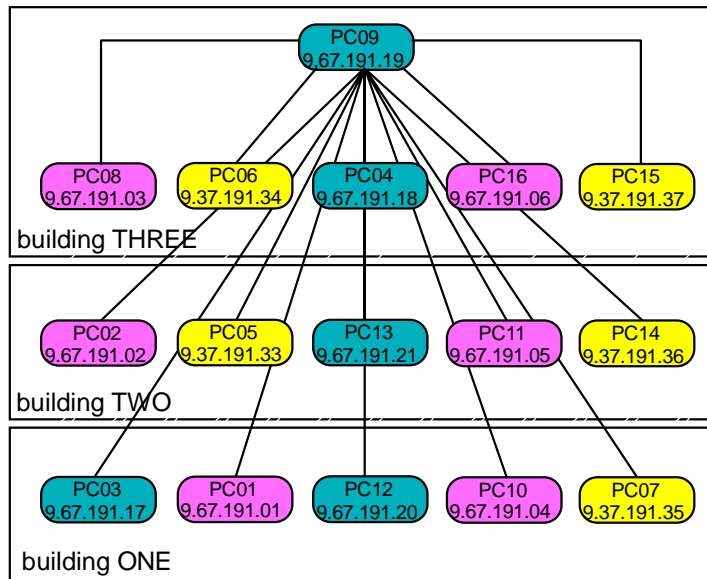 PC09
9.67.191.19
PC08
9.67.191.03
PC06
9.37.191.34
PC04
9.67.191.18
PC16
9.67.191.06
PC15
9.37.191.37
building THREE
PC02
9.67.191.02
PC05
9.37.191.33
PC13
9.67.191.21
PC11
9.67.191.05
PC14
9.37.191.36
building TWO
PC03
9.67.191.17
PC01
9.67.191.01
PC12
9.67.191.20
PC10
9.67.191.04
PC07
9.37.191.35
building ONE